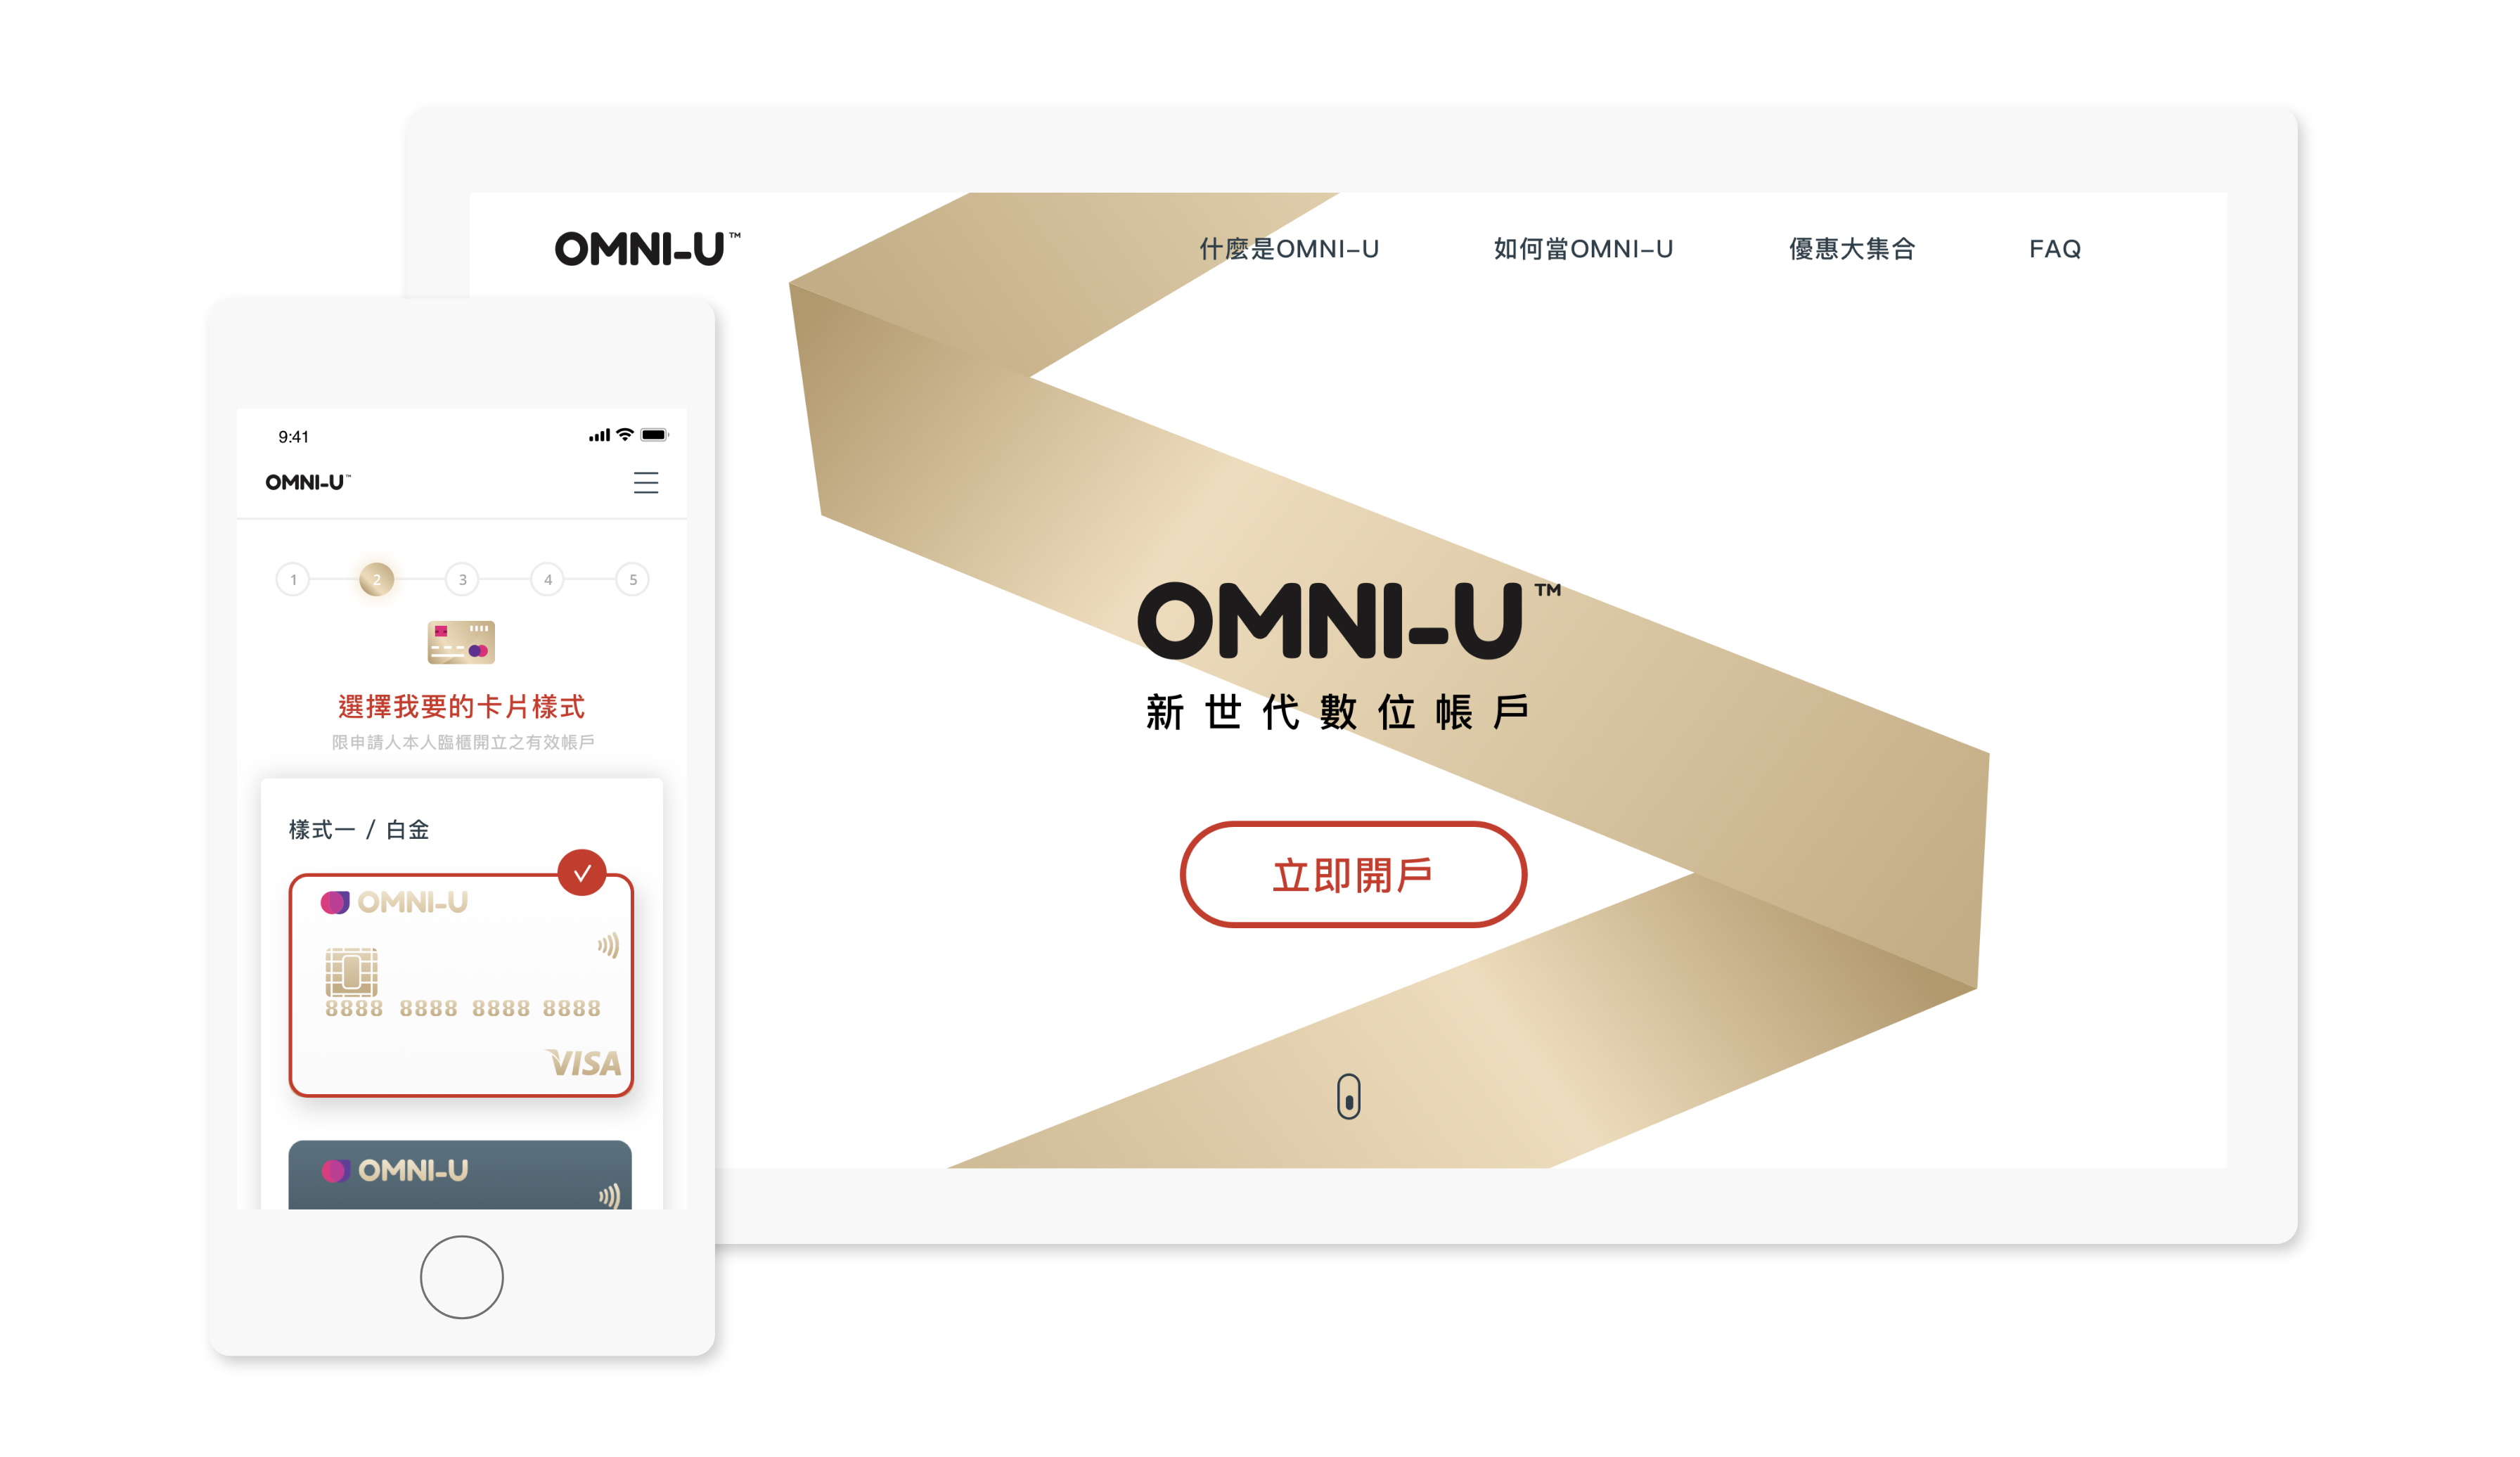 OMNI-U™
什麼是OMNI-U
如何當OMNI-U
優惠大集合
FAQ
OMNI-U™
新世代數位帳戶
立即開戶
9:41
OMNI-U™
1 2 3 4 5
選擇我要的卡片樣式
限申請人本人臨櫃開立之有效帳戶
樣式一 / 白金
OMNI-U
8888 8888 8888 8888
VISA
OMNI-U